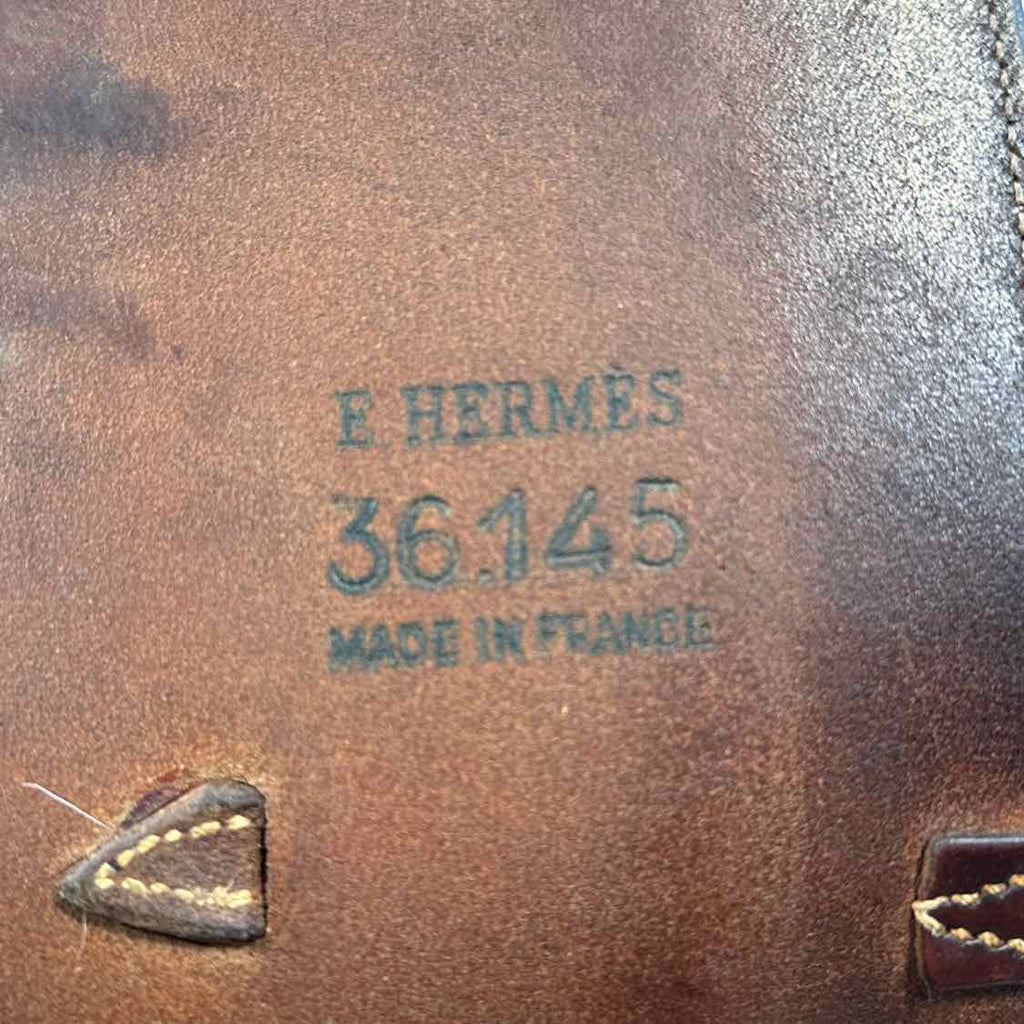 E. HERMÈS
36.145
MADE IN FRANCE